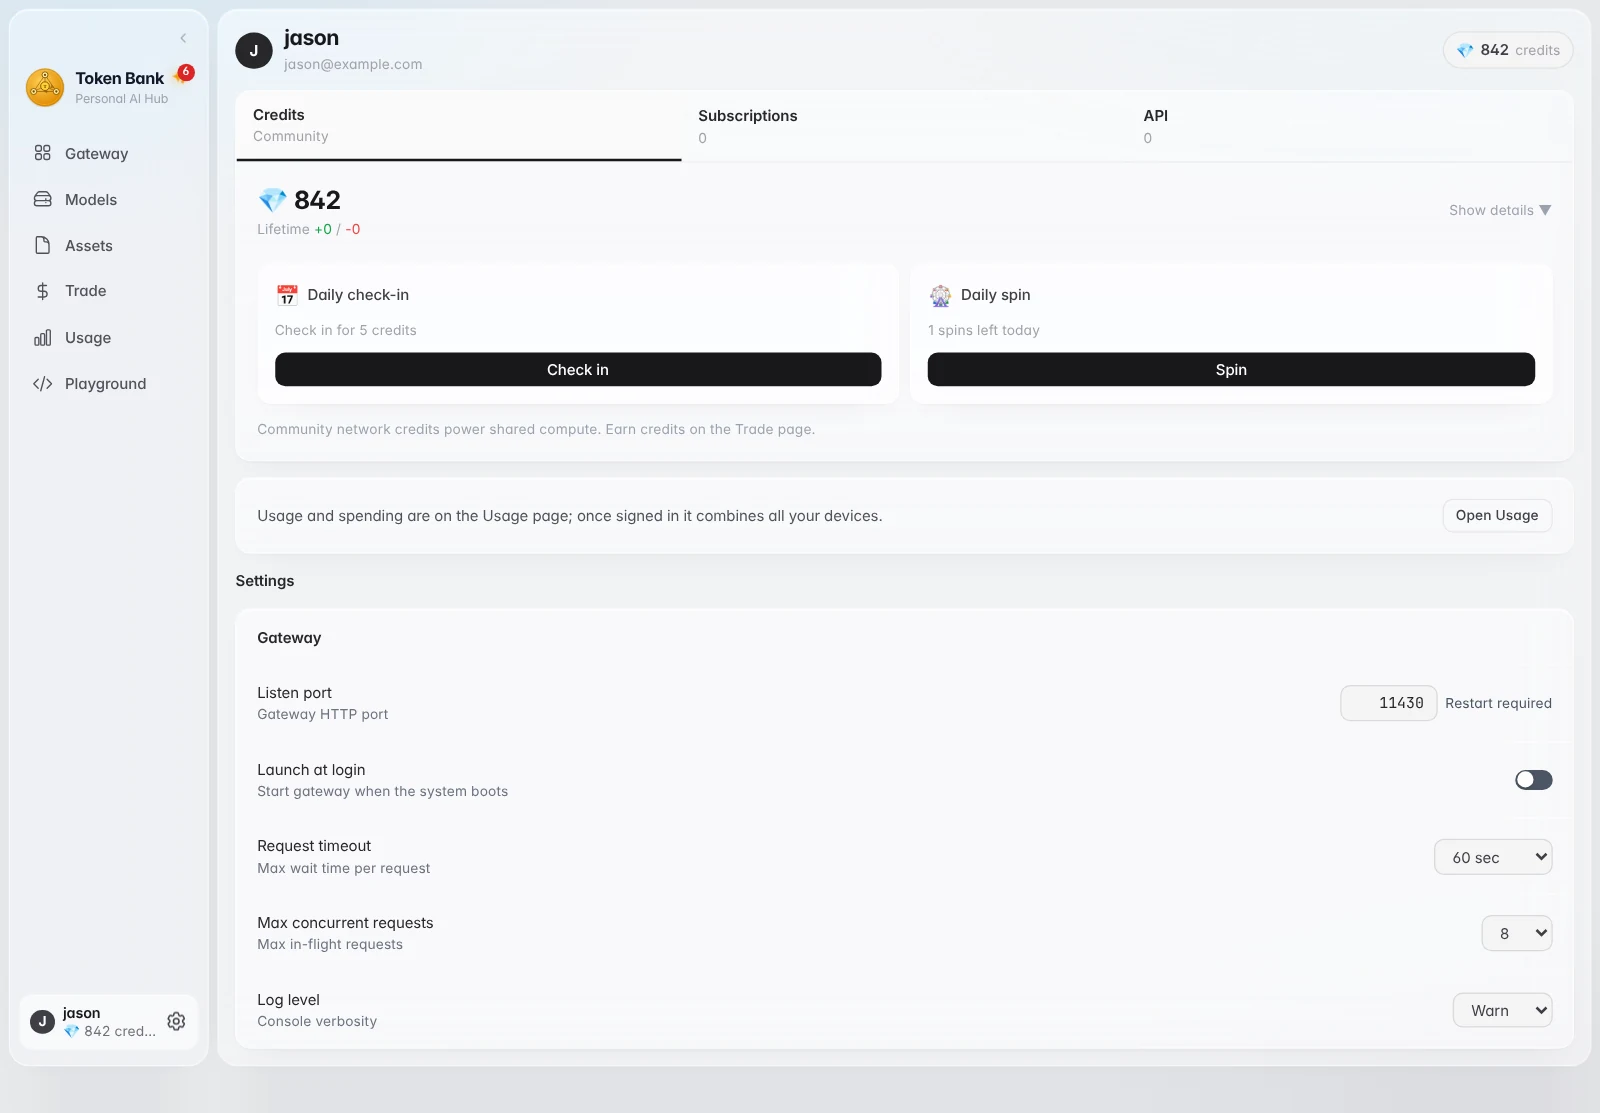 Token Bank
6
Personal AI Hub
Gateway
Models
Assets
Trade
Usage
Playground
J
jason
842 cred...
J
jason
jason@example.com
842 credits
Credits
Community
Subscriptions
0
API
0
842
Lifetime +0 / -0
Show details ▼
July
17
Daily check-in
Check in for 5 credits
Check in
Daily spin
1 spins left today
Spin
Community network credits power shared compute. Earn credits on the Trade page.
Usage and spending are on the Usage page; once signed in it combines all your devices.
Open Usage
Settings
Gateway
Listen port
Gateway HTTP port
11430
Restart required
Launch at login
Start gateway when the system boots
Request timeout
Max wait time per request
60 sec
Max concurrent requests
Max in-flight requests
8
Log level
Console verbosity
Warn